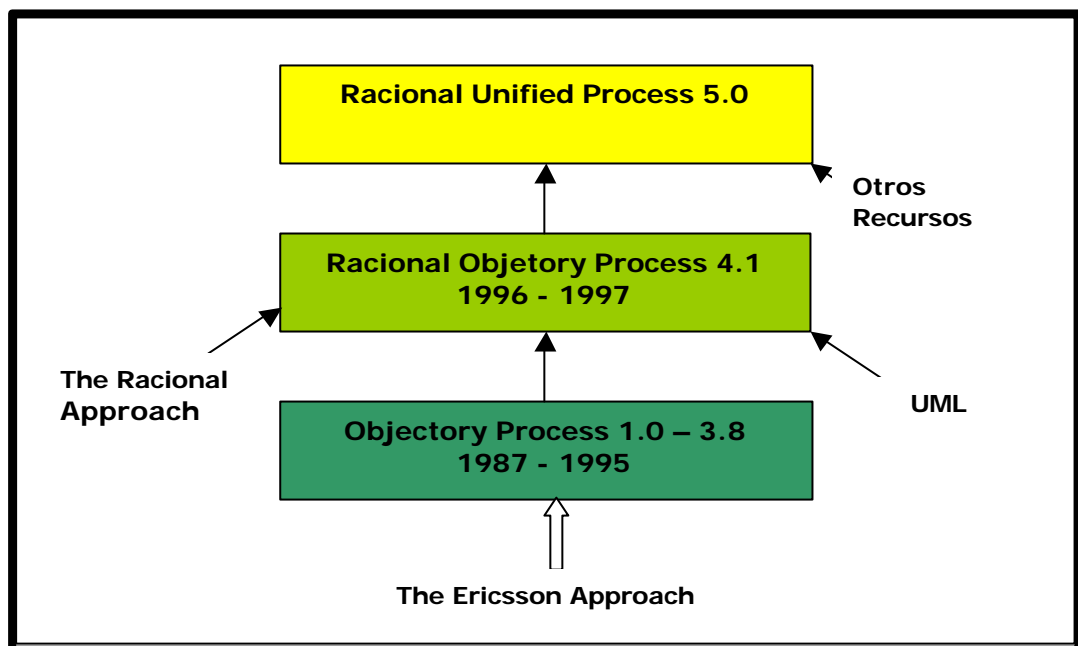 Racional Unified Process 5.0
Otros
Recursos
Racional Objetory Process 4.1
1996 - 1997
The Racional
Approach
UML
Objectory Process 1.0 – 3.8
1987 - 1995
The Ericsson Approach